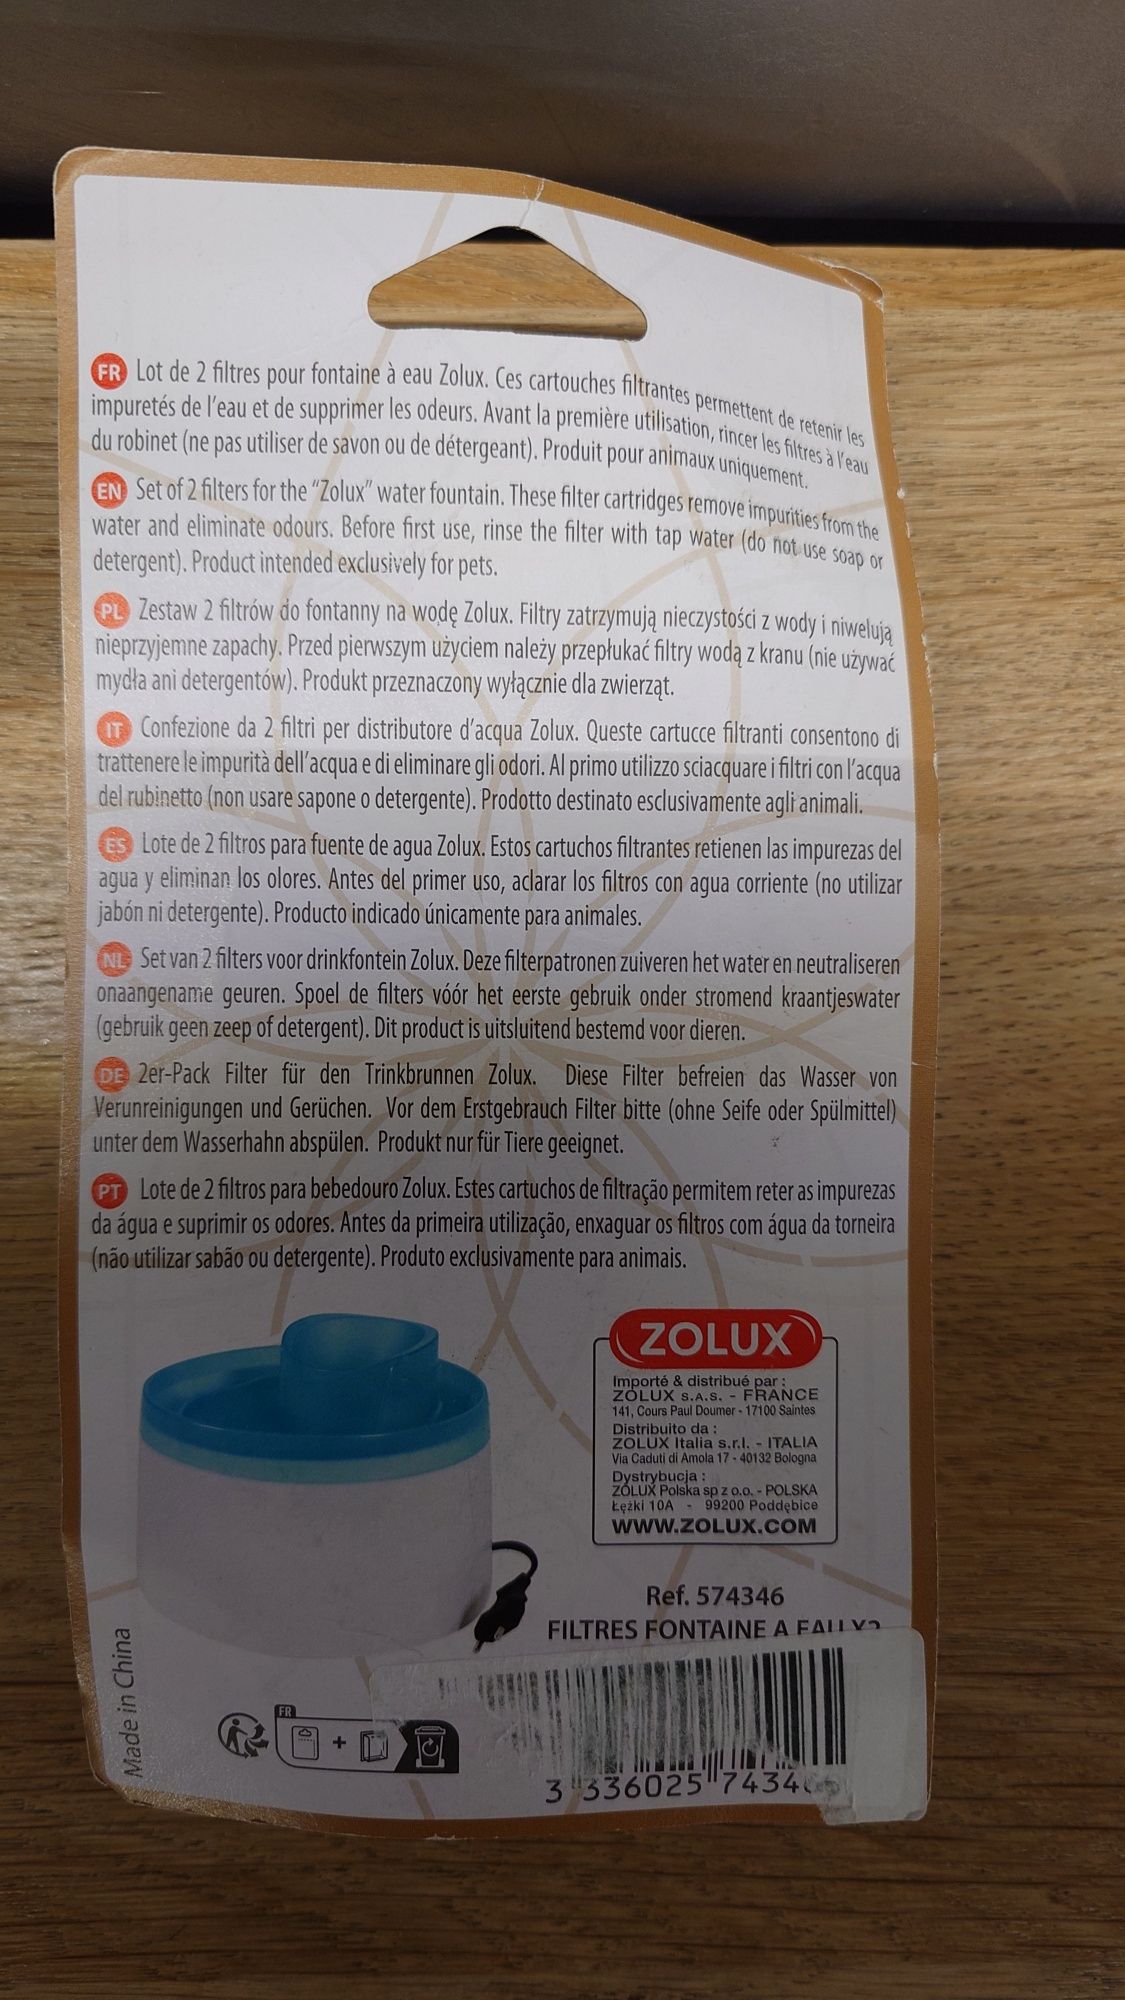 FR Lot de 2 filtres pour fontaine à eau Zolux. Ces cartouches filtrantes permettent de retenir les
impuretés de l'eau et de supprimer les odeurs. Avant la première utilisation, rincer les filtres à l'eau
du robinet (ne pas utiliser de savon ou de détergeant). Produit pour animaux uniquement.
EN Set of 2 filters for the "Zolux" water fountain. These filter cartridges remove impurities from the
water and eliminate odours. Before first use, rinse the filter with tap water (do not use soap or
detergent). Product intended exclusively for pets.
PL Zestaw 2 filtrów do fontanny na wodę Zolux. Filtry zatrzymują nieczystości z wody i niwelują
nieprzyjemne zapachy. Przed pierwszym użyciem należy przepłukać filtry wodą z kranu (nie używać
mydła ani detergentów). Produkt przeznaczony wyłącznie dla zwierząt.
IT Confezione da 2 filtri per distributore d'acqua Zolux. Queste cartucce filtranti consentono di
trattenere le impurità dell'acqua e di eliminare gli odori. Al primo utilizzo sciacquare i filtri con l'acqua
del rubinetto (non usare sapone o detergente). Prodotto destinato esclusivamente agli animali.
ES Lote de 2 filtros para fuente de agua Zolux. Estos cartuchos filtrantes retienen las impurezas del
agua y eliminan los olores. Antes del primer uso, aclarar los filtros con agua corriente (no utilizar
jabón ni detergente). Producto indicado únicamente para animales.
NL Set van 2 filters voor drinkfontein Zolux. Deze filterpatronen zuiveren het water en neutraliseren
onaangename geuren. Spoel de filters vóór het eerste gebruik onder stromend kraantjeswater
(gebruik geen zeep of detergent). Dit product is uitsluitend bestemd voor dieren.
DE 2er-Pack Filter für den Trinkbrunnen Zolux. Diese Filter befreien das Wasser von
Verunreinigungen und Gerüchen. Vor dem Erstgebrauch Filter bitte (ohne Seife oder Spülmittel)
unter dem Wasserhahn abspülen. Produkt nur für Tiere geeignet.
PT Lote de 2 filtros para bebedouro Zolux. Estes cartuchos de filtração permitem reter as impurezas
da água e suprimir os odores. Antes da primeira utilização, enxaguar os filtros com água da torneira
(não utilizar sabão ou detergente). Produto exclusivamente para animais.
ZOLUX
Importé & distribué par :
ZOLUX S.A.S. - FRANCE
141, Cours Paul Doumer - 17100 Saintes
Distribuito da :
ZOLUX Italia s.r.l. - ITALIA
Via Caduti di Amola 17 - 40132 Bologna
Dystrybucja :
ZOLUX Polska sp z o.o. - POLSKA
Łężki 10A - 99200 Poddębice
WWW.ZOLUX.COM
Ref. 574346
FILTRES FONTAINE A EAU X2
Made in China
FR
+
3 336025 7434